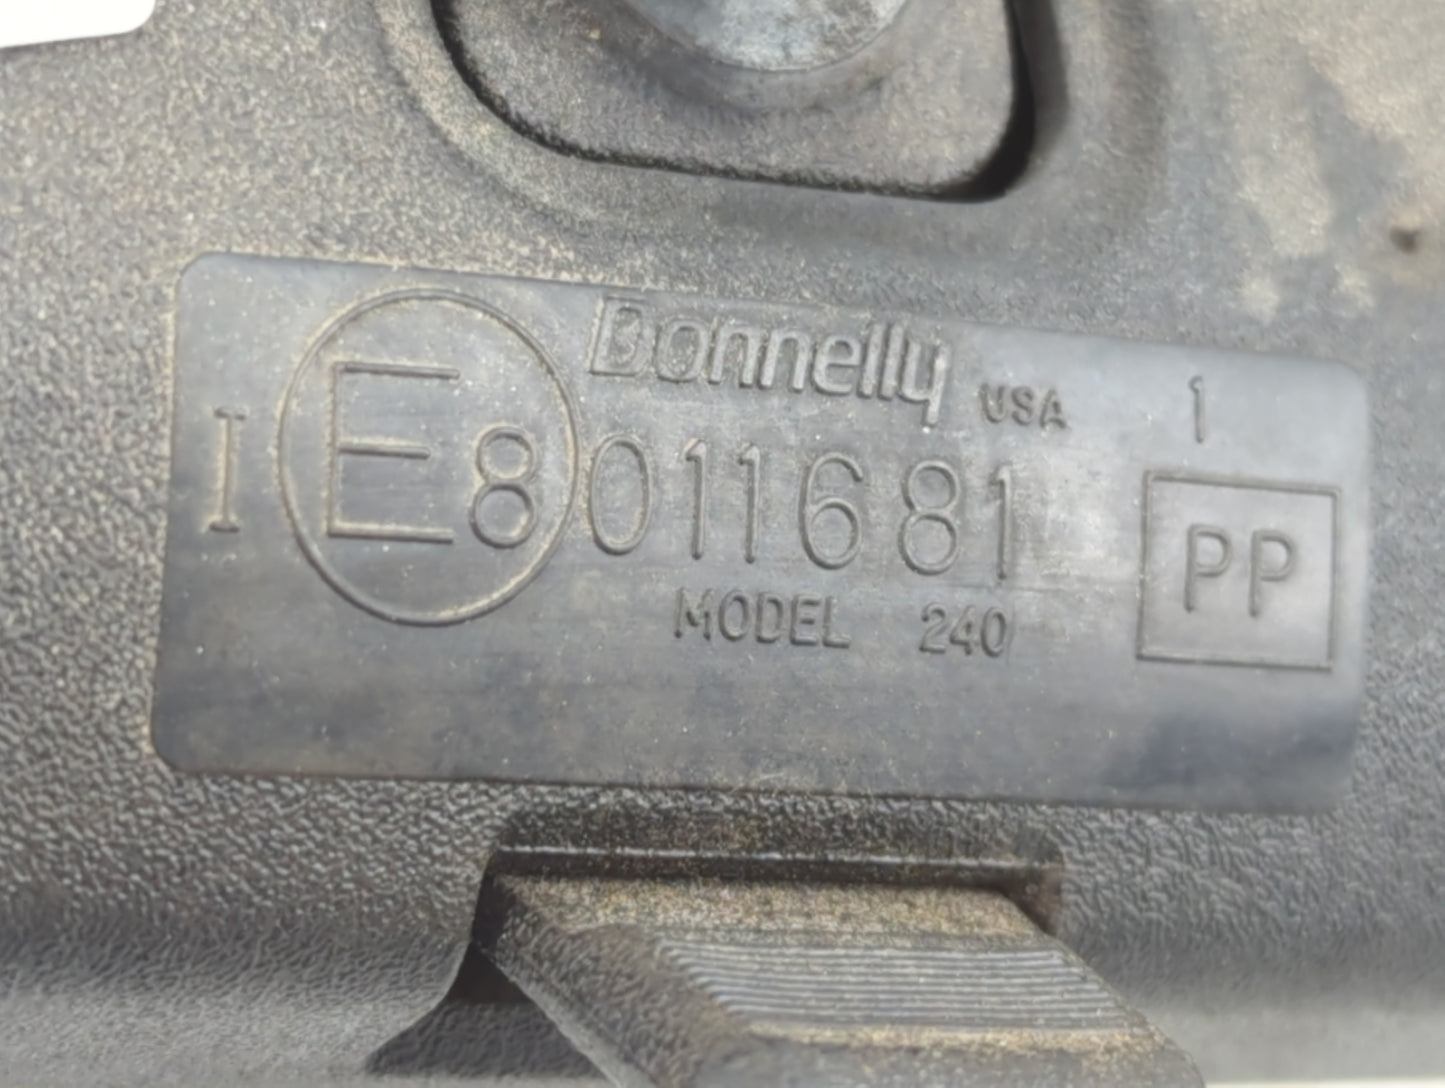 Donnelly USA 1
I E8 011681 PP
MODEL 240